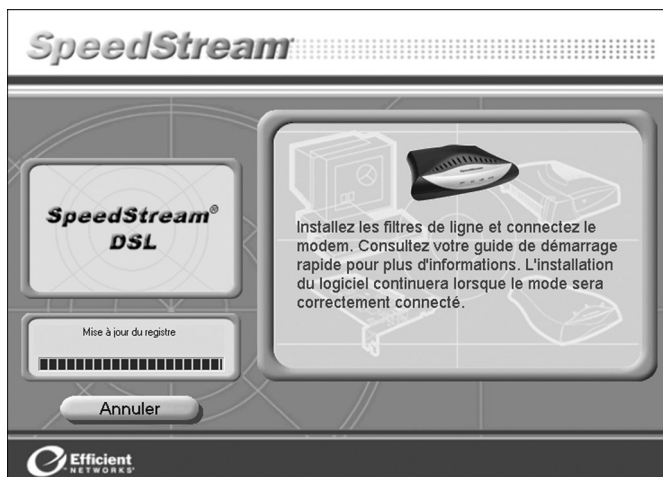 SpeedStream
SpeedStream®
DSL
Installez les filtres de ligne et connectez le
modem. Consultez votre guide de démarrage
rapide pour plus d'informations. L'installation
du logiciel continuera lorsque le mode sera
correctement connecté.
Mise à jour du registre
Annuler
Efficient
NETWORKS